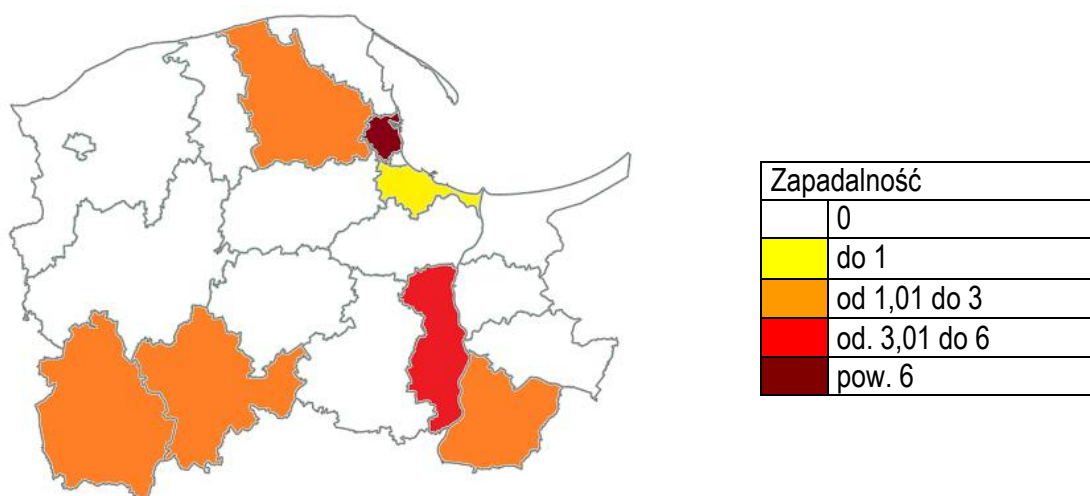 Zapadalność
0
do 1
od 1,01 do 3
od. 3,01 do 6
pow. 6